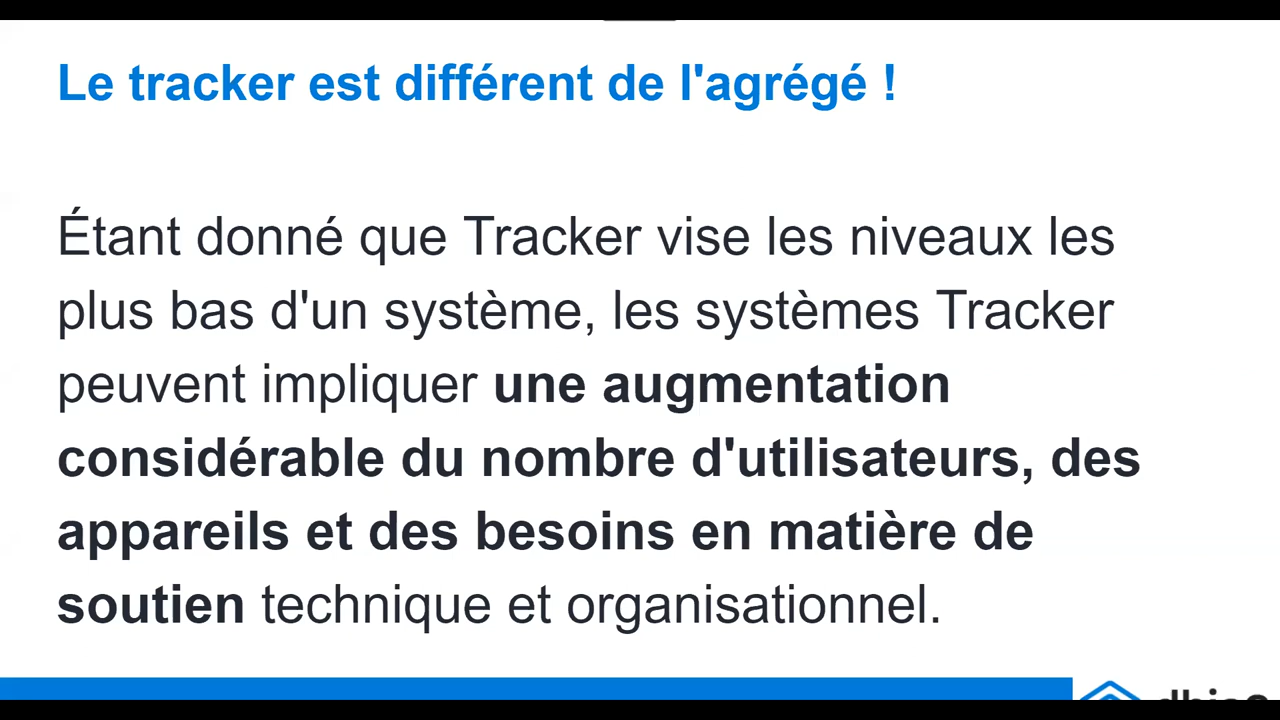 Le tracker est différent de l'agrégé !
Étant donné que Tracker vise les niveaux les
plus bas d'un système, les systèmes Tracker
peuvent impliquer une augmentation
considérable du nombre d'utilisateurs, des
appareils et des besoins en matière de
soutien technique et organisationnel.